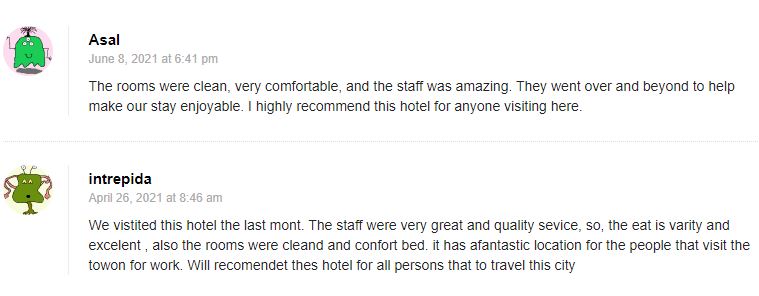 Asal
June 8, 2021 at 6:41 pm
The rooms were clean, very comfortable, and the staff was amazing. They went over and beyond to help
make our stay enjoyable. I highly recommend this hotel for anyone visiting here.
intrepida
April 26, 2021 at 8:46 am
We vistited this hotel the last mont. The staff were very great and quality sevice, so, the eat is varity and
excelent , also the rooms were cleand and confort bed. it has afantastic location for the people that visit the
towon for work. Will recomendet thes hotel for all persons that to travel this city